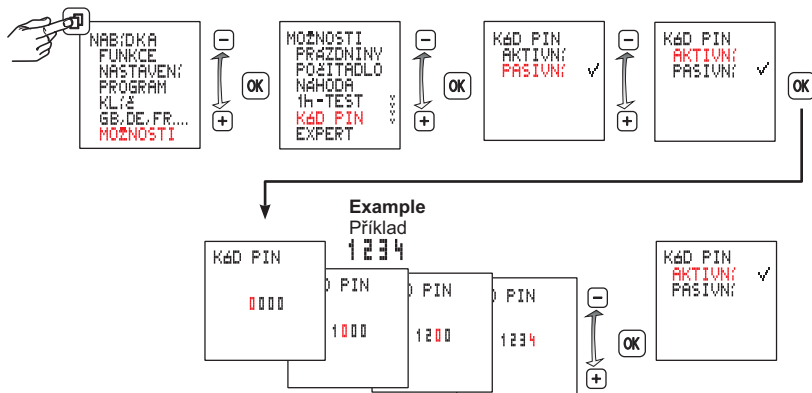 NABÍDKA
FUNKCE
NASTAVENÍ
PROGRAM
KLÍČ
GB,DE,FR....
MOŽNOSTI
−
+
OK
MOŽNOSTI
PRÁZDNINY
POČITADLO
NÁHODA
1h-TEST
KÓD PIN
EXPERT
−
+
OK
KÓD PIN
AKTIVNÍ
PASIVNÍ ✓
−
+
KÓD PIN
AKTIVNÍ
PASIVNÍ ✓
OK
Example
Příklad
1234
KÓD PIN
0000
PIN
1000
PIN
1200
PIN
1234
−
+
OK
KÓD PIN
AKTIVNÍ ✓
PASIVNÍ